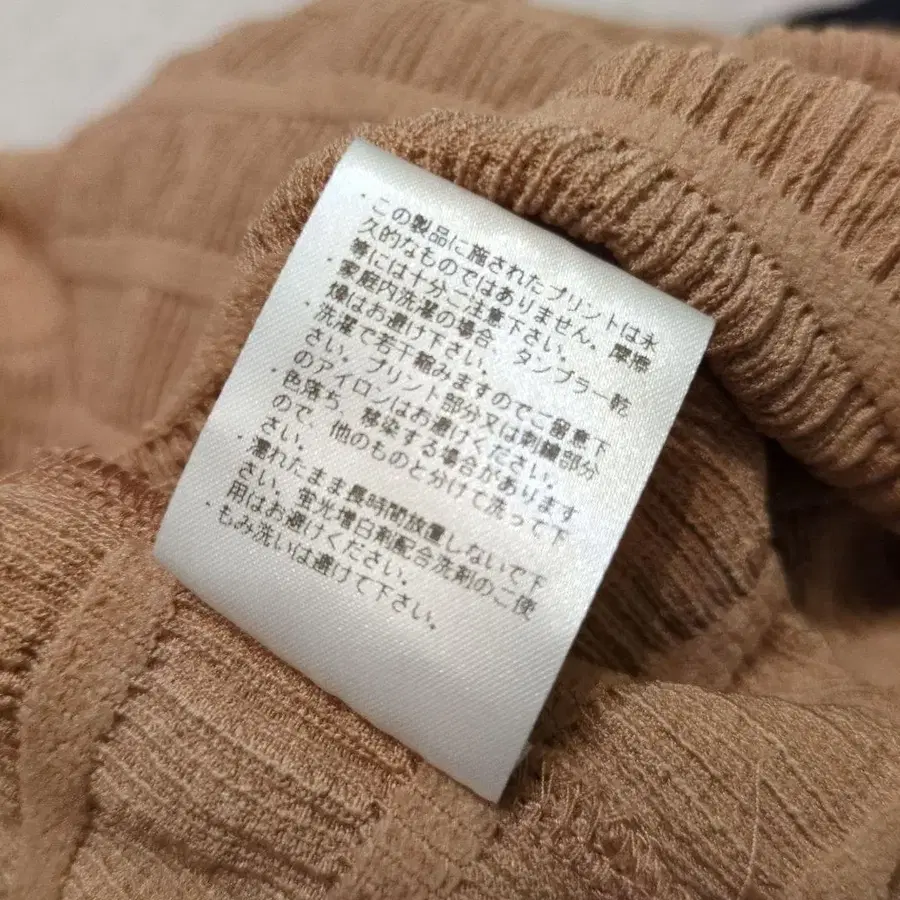 ・この製品に施されたプリントは永
久的なものではありません。摩擦
等には十分ご注意下さい。
・家庭内洗濯の場合、タンブラー乾
燥はお避け下さい。
洗濯で若干縮みますのでご留意下
さい。プリント部分又は刺繍部分
のアイロンはお避けください。
・色落ち、移染する場合があります
ので、他のものと分けて洗って下
さい。
・濡れたまま長時間放置しないで下
さい。蛍光増白剤配合洗剤のご使
用はお避けください。
・もみ洗いは避けて下さい。